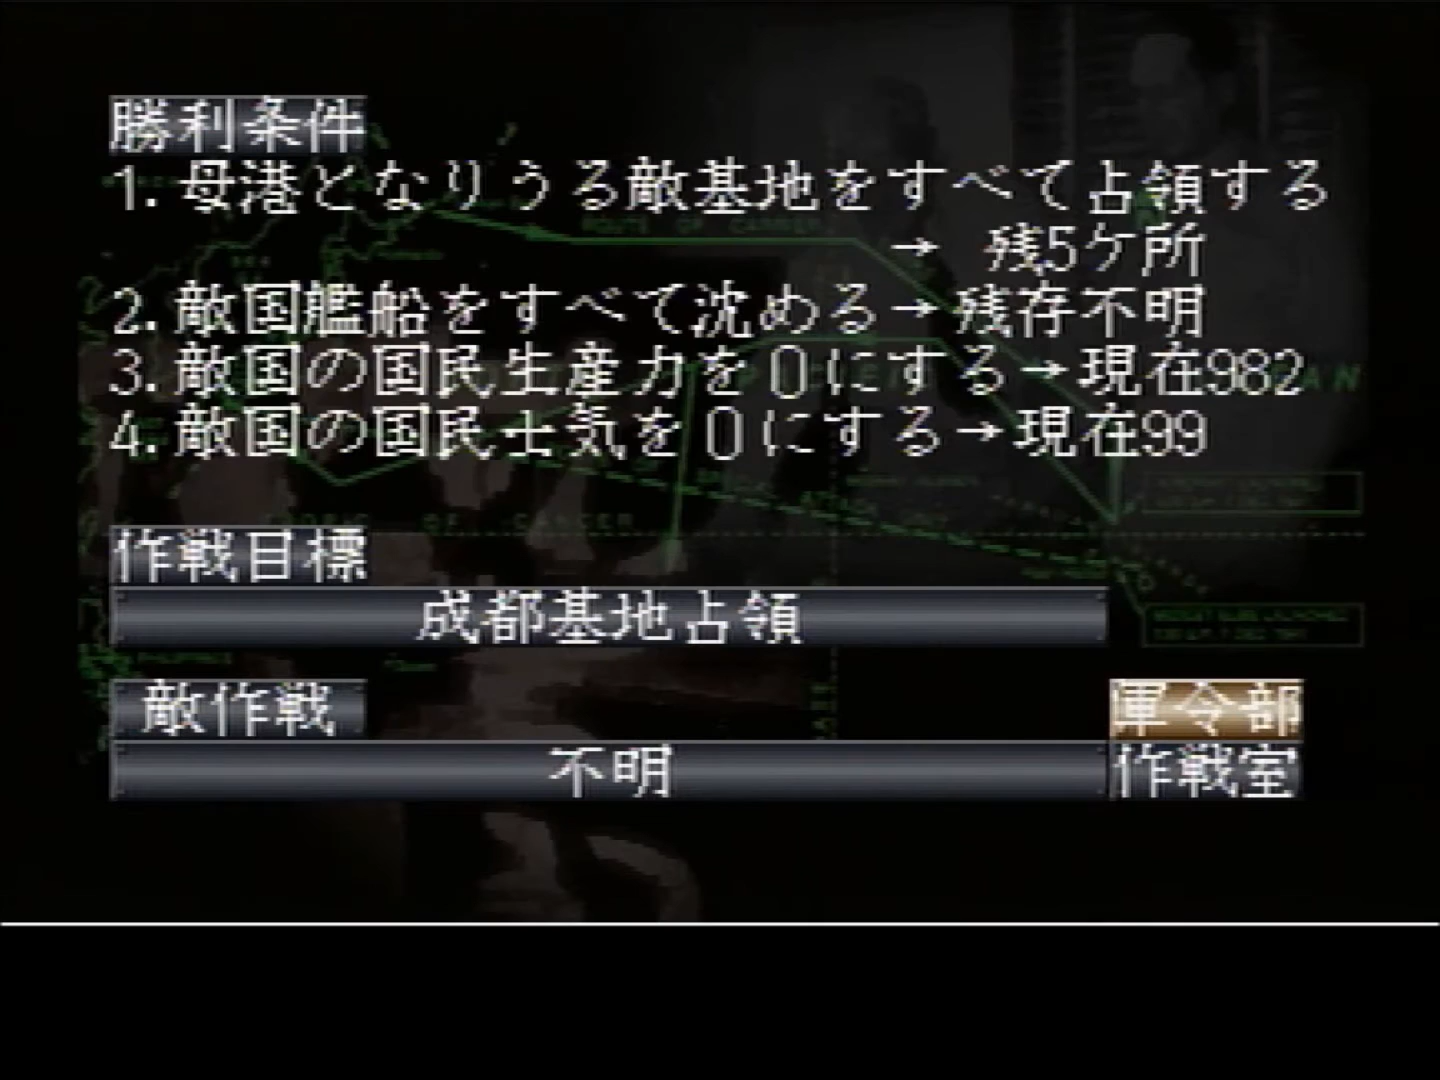 勝利条件
1. 母港となりうる敵基地をすべて占領する
→ 残5ケ所
2. 敵国艦船をすべて沈める→残存不明
3. 敵国の国民生産力を0にする→現在982
4. 敵国の国民士気を0にする→現在99
作戦目標
成都基地占領
敵作戦
軍令部
不明
作戦室